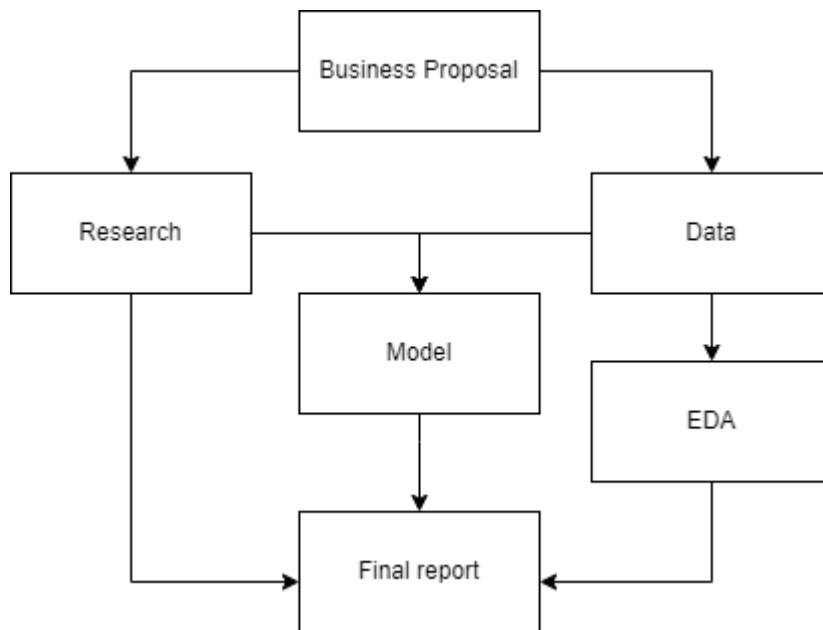 Business Proposal
Research
Data
Model
EDA
Final report